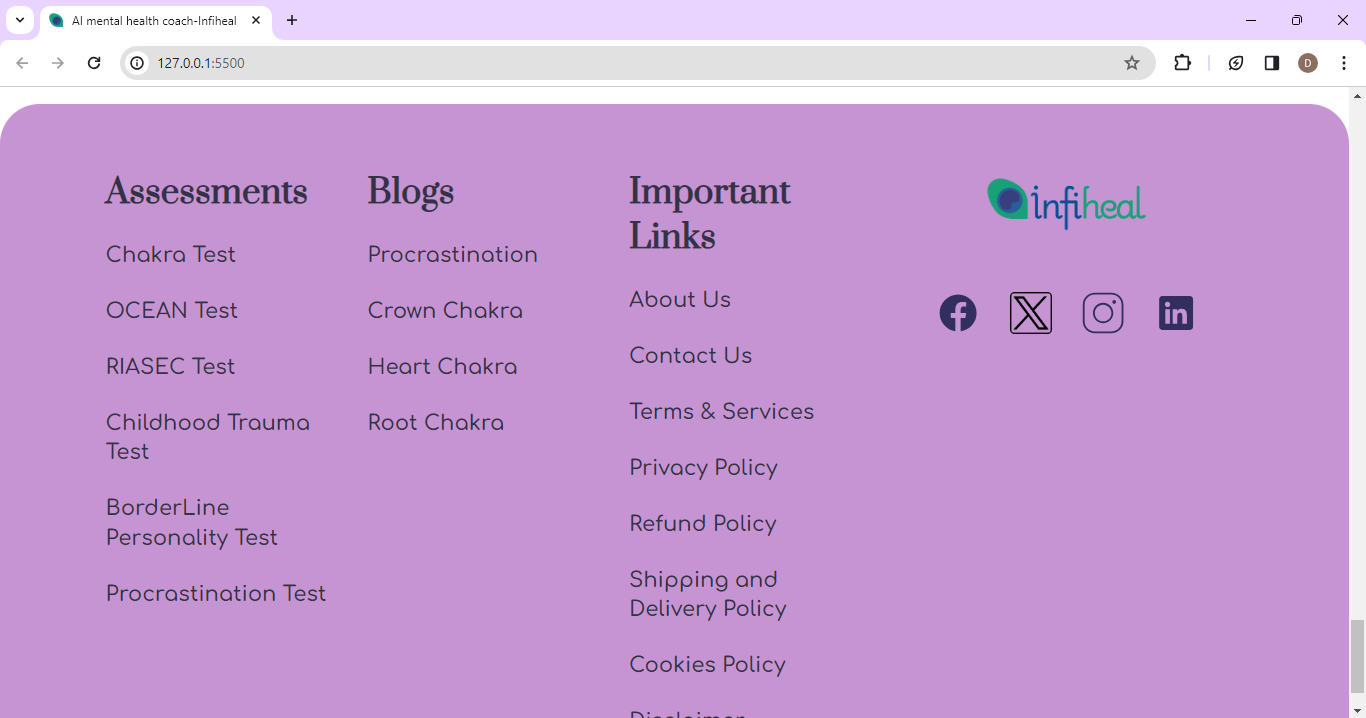 AI mental health coach-Infiheal
127.0.0.1:5500
D
Assessments
Chakra Test
OCEAN Test
RIASEC Test
Childhood Trauma
Test
BorderLine
Personality Test
Procrastination Test
Blogs
Procrastination
Crown Chakra
Heart Chakra
Root Chakra
Important
Links
About Us
Contact Us
Terms & Services
Privacy Policy
Refund Policy
Shipping and
Delivery Policy
Cookies Policy
Disclaimer
infiheal
in